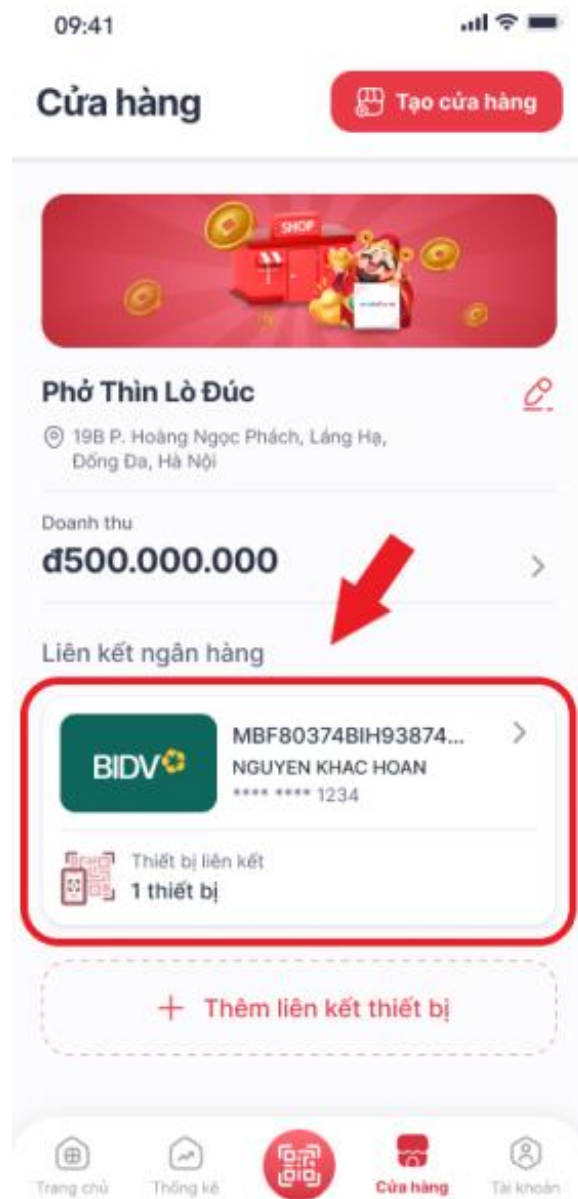 09:41
Cửa hàng
Tạo cửa hàng
SHOP
Phở Thìn Lò Đúc
19B P. Hoàng Ngọc Phách, Láng Hạ,
Đống Đa, Hà Nội
Doanh thu
đ500.000.000
Liên kết ngân hàng
BIDV
MBF80374BIH93874...
NGUYEN KHAC HOAN
**** **** 1234
Thiết bị liên kết
1 thiết bị
+ Thêm liên kết thiết bị
Trang chủ
Thống kê
Cửa hàng
Tài khoản